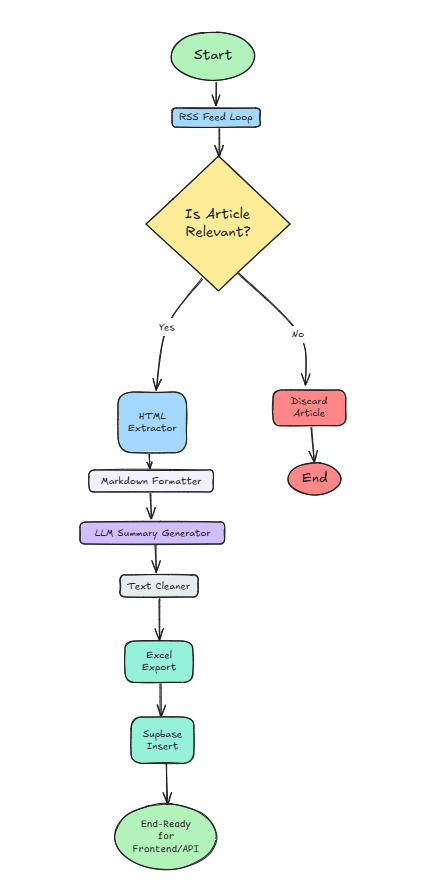 Start
RSS Feed Loop
Is Article
Relevant?
Yes
No
HTML
Extractor
Discard
Article
Markdown Formatter
End
LLM Summary Generator
Text Cleaner
Excel
Export
Supbase
Insert
End-Ready
for
Frontend/API